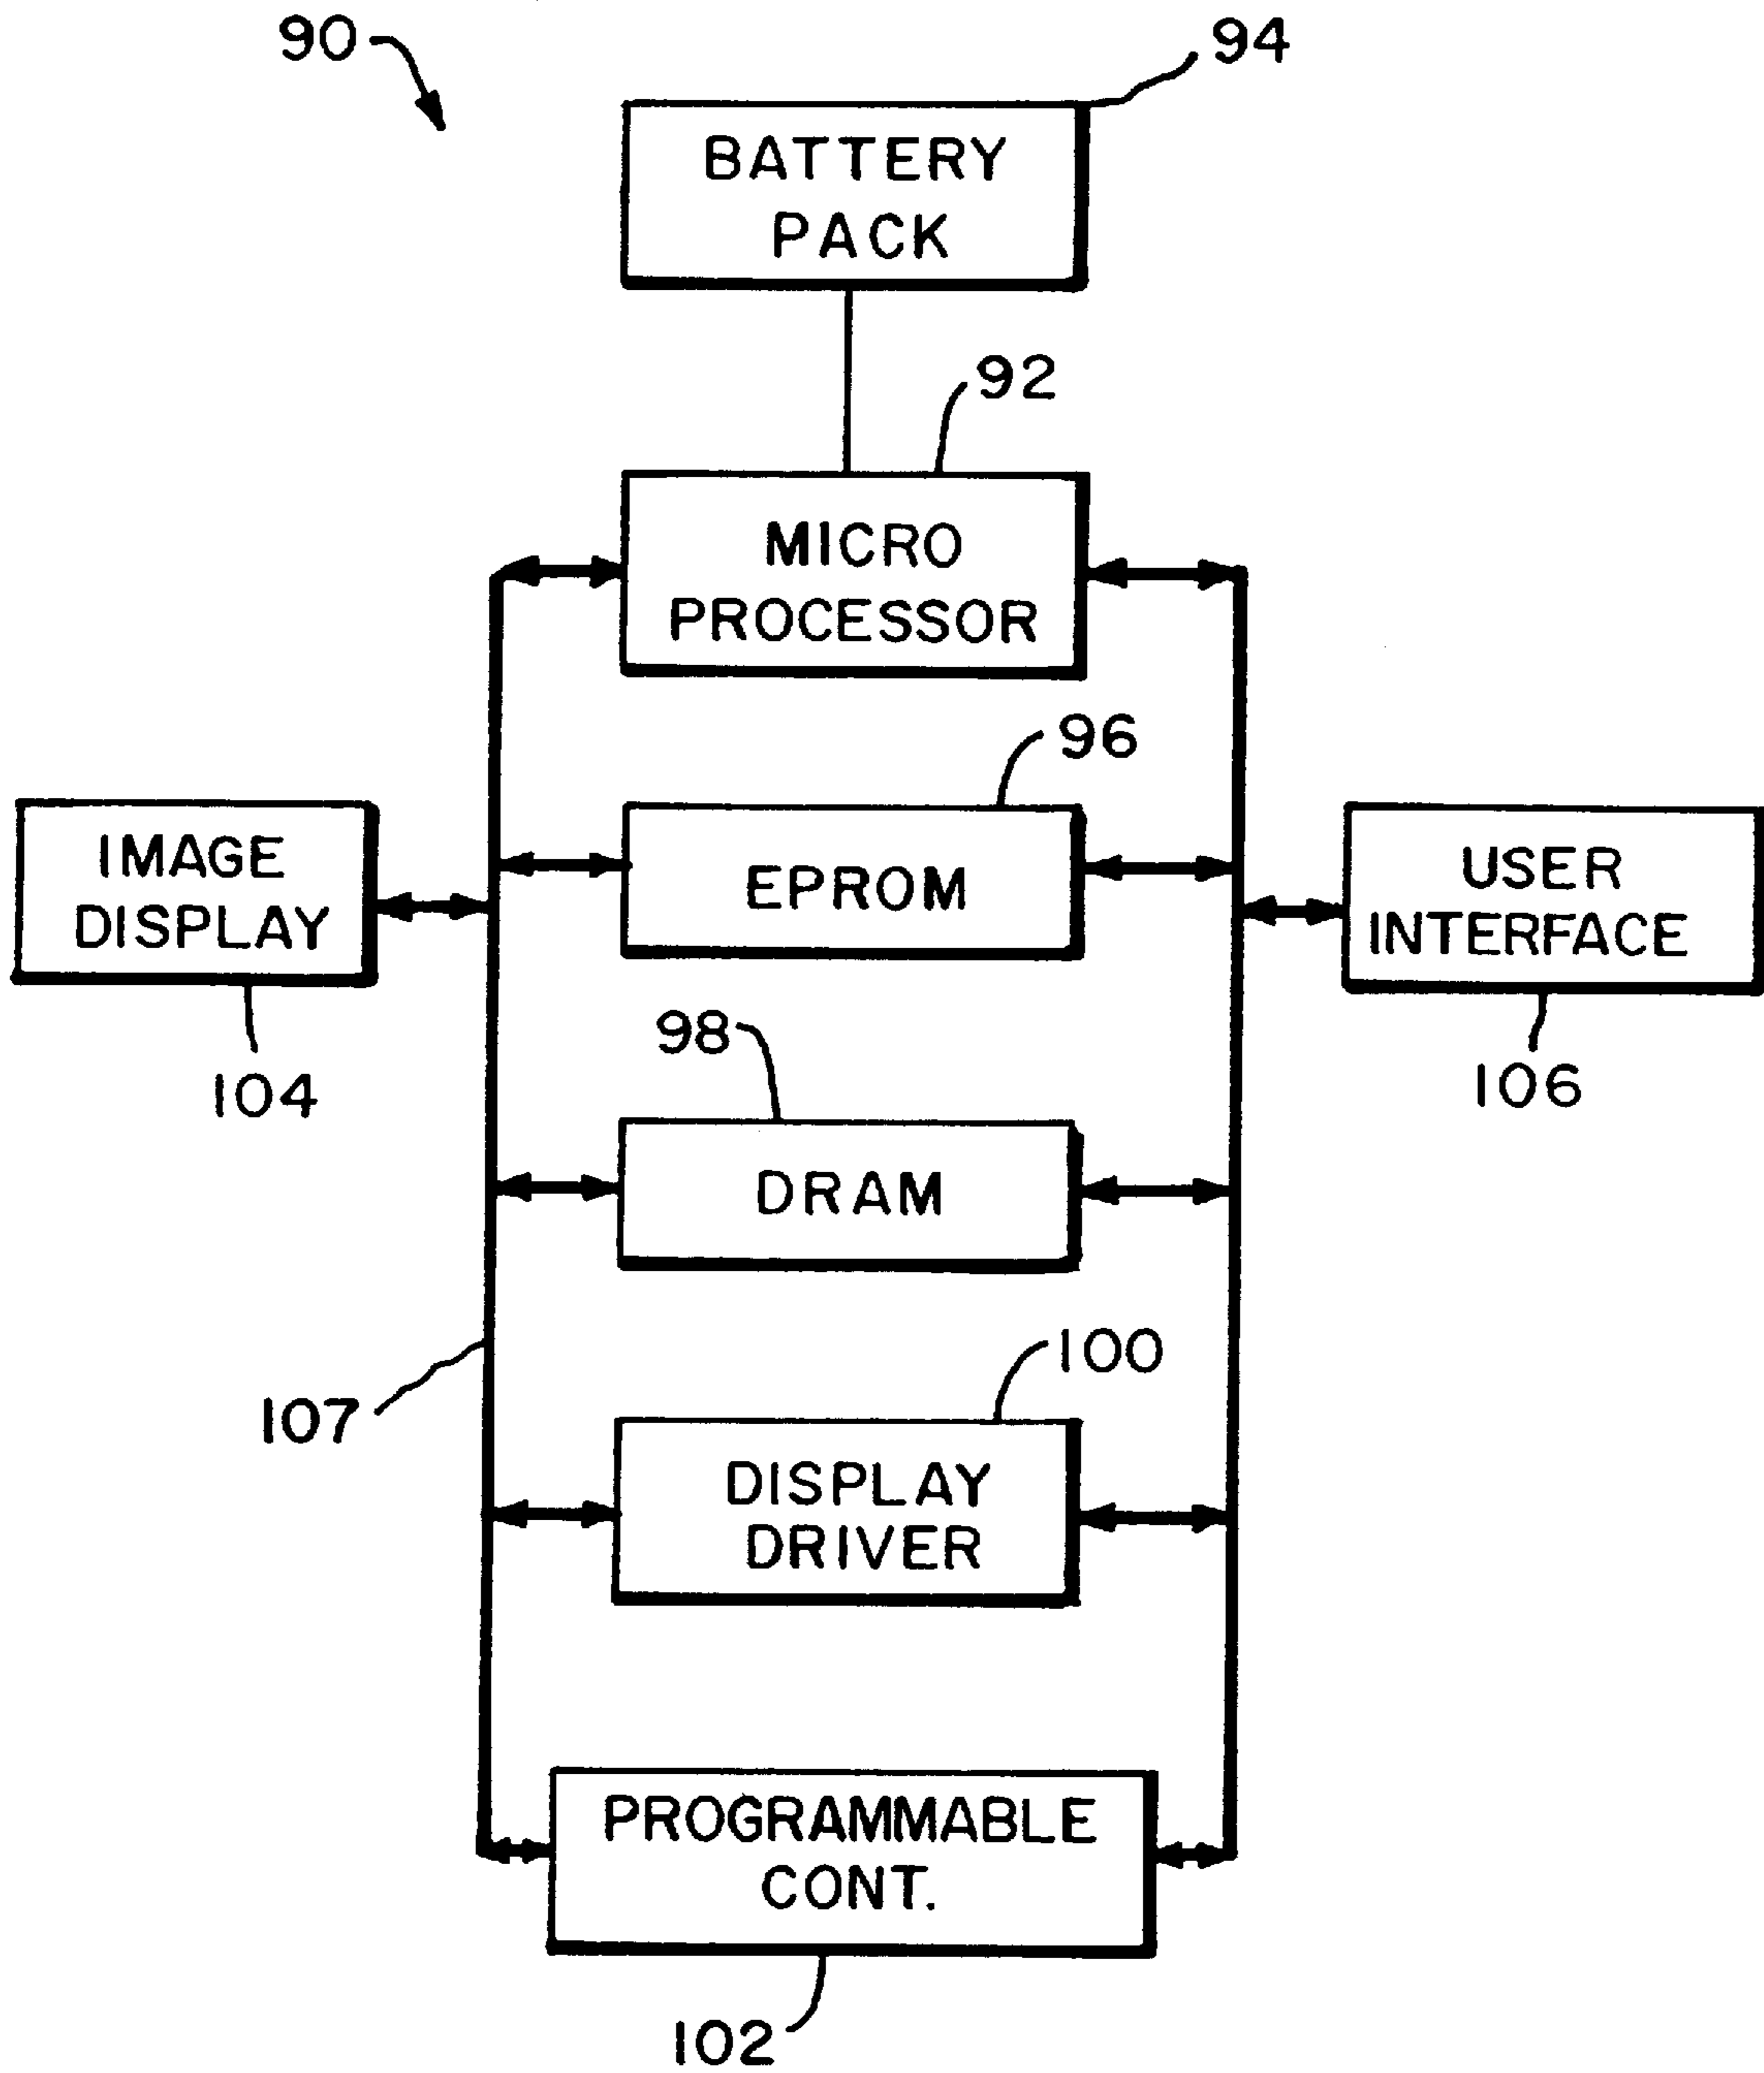 90
94
BATTERY
PACK
92
MICRO
PROCESSOR
96
IMAGE
DISPLAY
EPROM
USER
INTERFACE
98
104
106
DRAM
100
107
DISPLAY
DRIVER
PROGRAMMABLE
CONT.
102